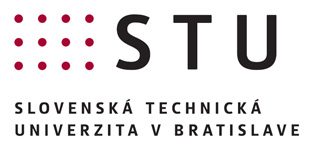 STU
SLOVENSKÁ TECHNICKÁ
UNIVERZITA V BRATISLAVE